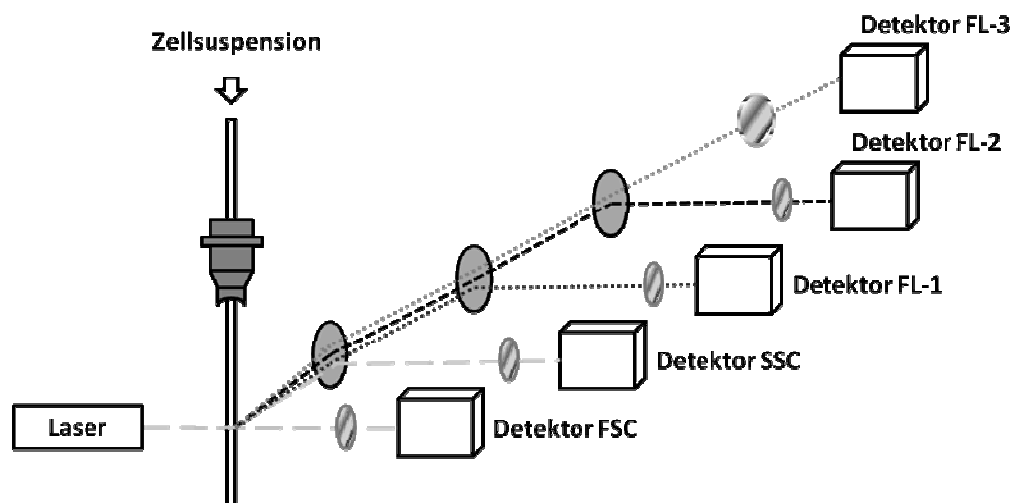 Detektor FL-3
Zellsuspension
Detektor FL-2
Detektor FL-1
Detektor SSC
Laser
Detektor FSC